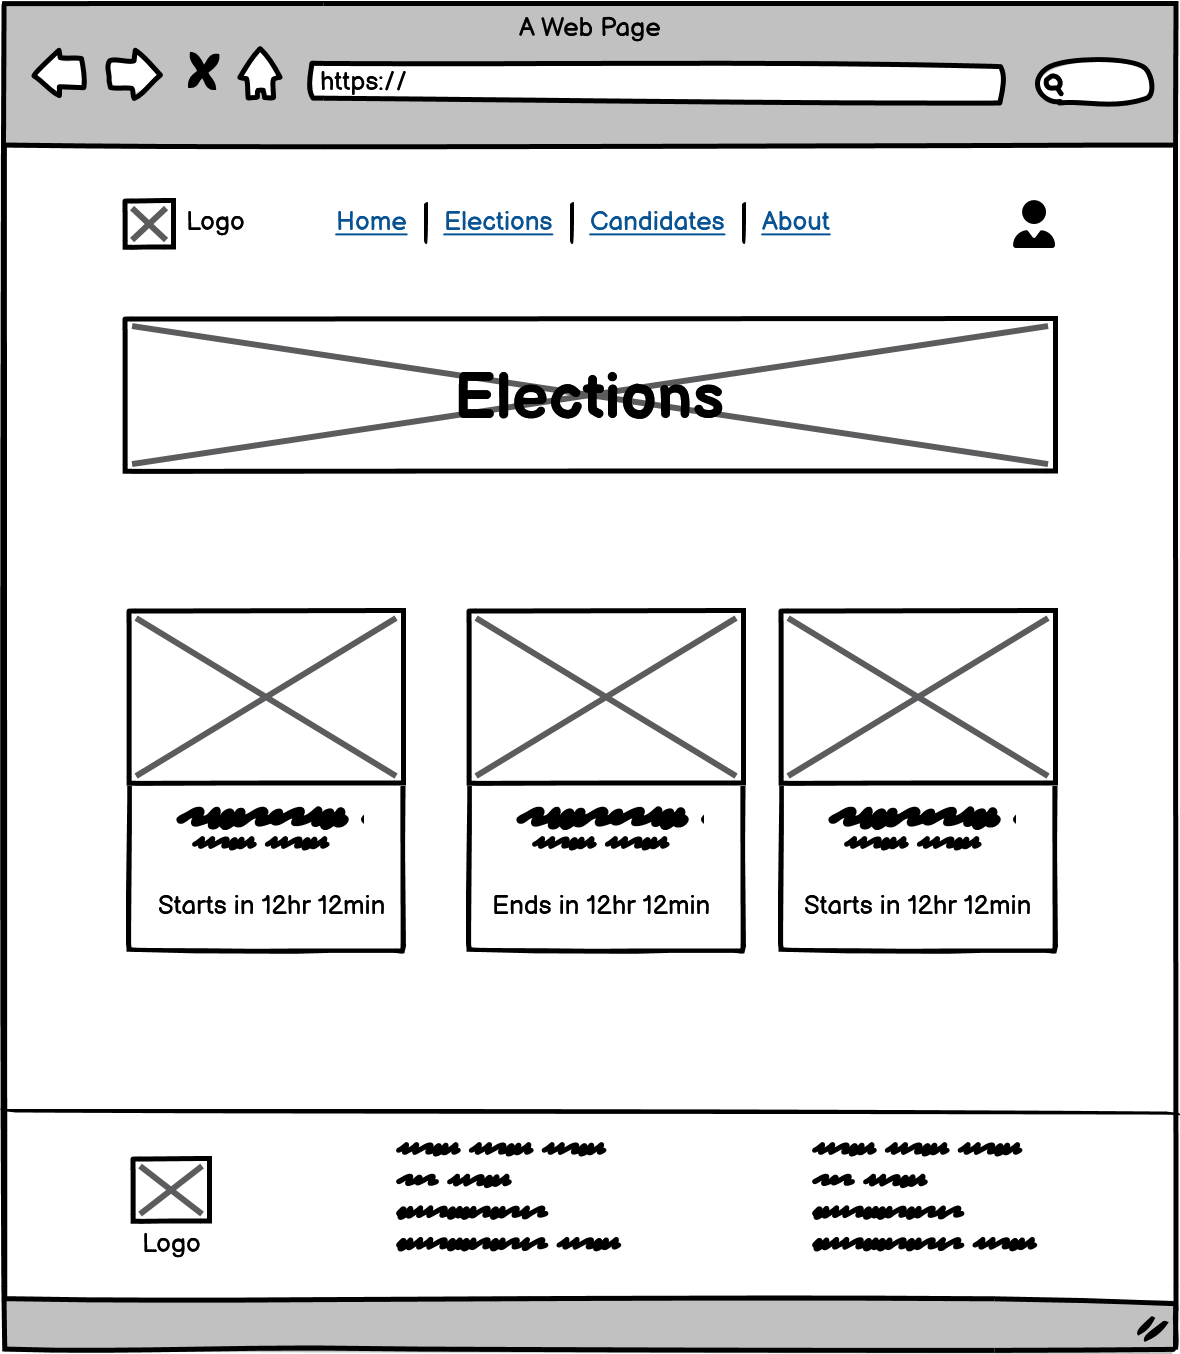 A Web Page
https://
Logo
Home Elections Candidates About
Elections
Starts in 12hr 12min
Ends in 12hr 12min
Starts in 12hr 12min
Logo